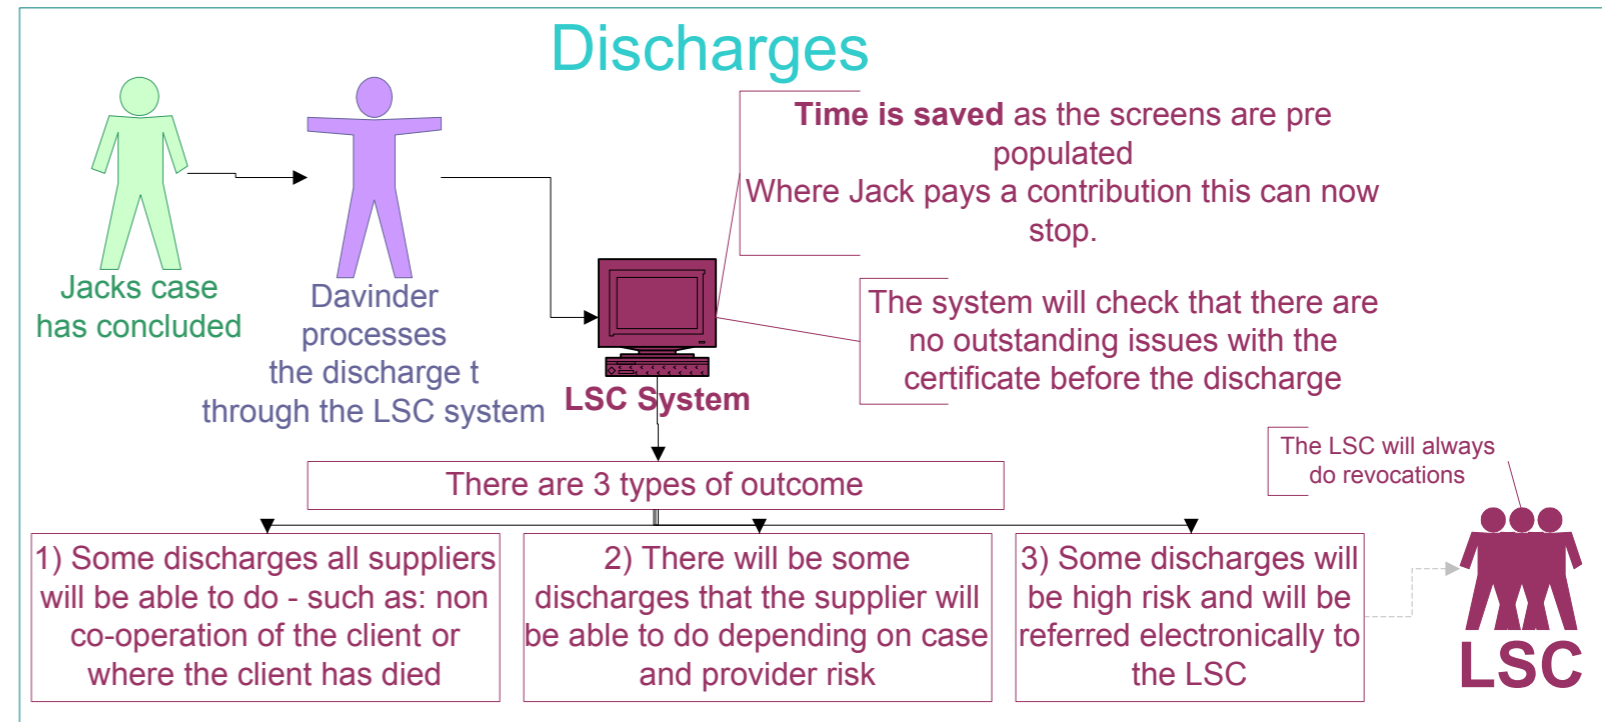 Discharges
Time is saved as the screens are pre
populated
Where Jack pays a contribution this can now
stop.
Jacks case
has concluded
Davinder
processes
the discharge t
through the LSC system
LSC System
The system will check that there are
no outstanding issues with the
certificate before the discharge
There are 3 types of outcome
The LSC will always
do revocations
1) Some discharges all suppliers
will be able to do - such as: non
co-operation of the client or
where the client has died
2) There will be some
discharges that the supplier will
be able to do depending on case
and provider risk
3) Some discharges will
be high risk and will be
referred electronically to
the LSC
LSC